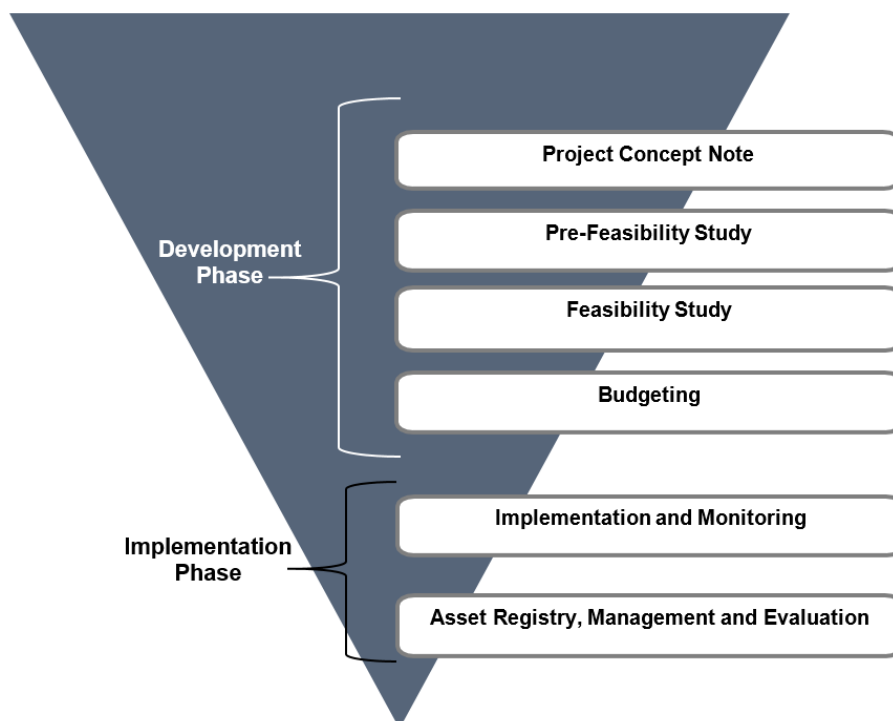 Project Concept Note
Pre-Feasibility Study
Development
Phase
Feasibility Study
Budgeting
Implementation and Monitoring
Implementation
Phase
Asset Registry, Management and Evaluation